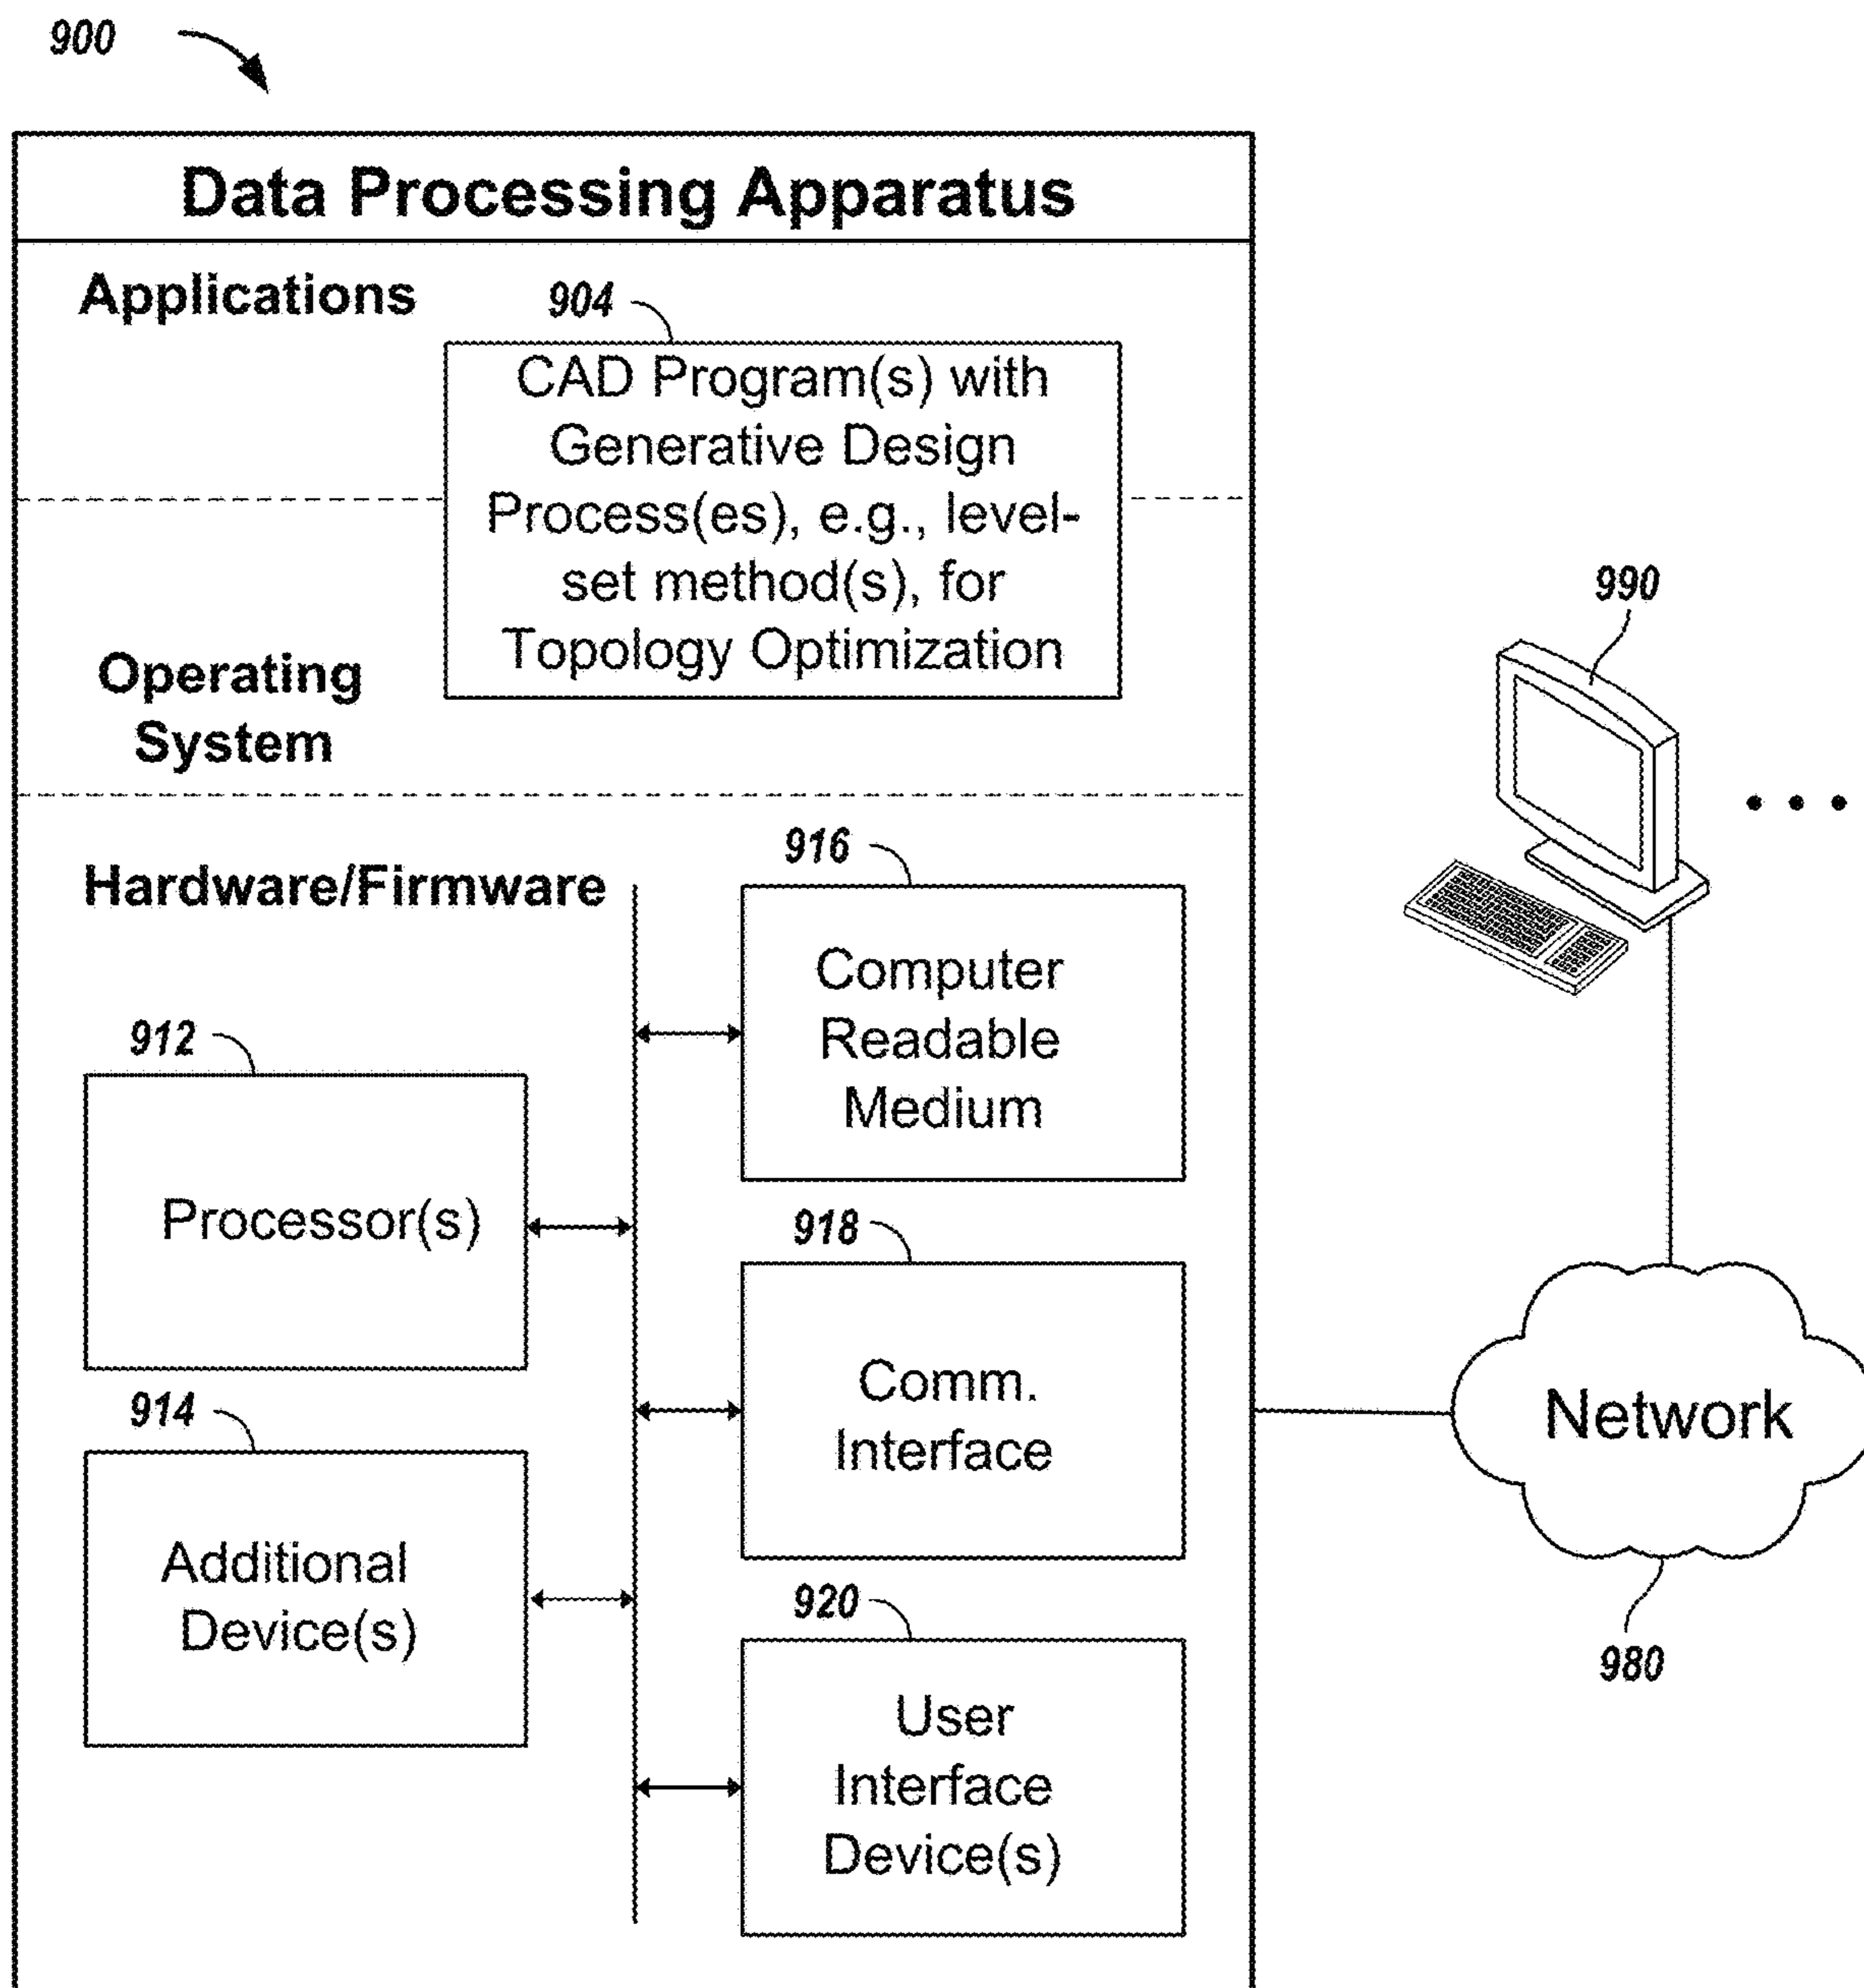 900
Data Processing Apparatus
Applications
904
CAD Program(s) with
Generative Design
Process(es), e.g., level-
set method(s), for
Topology Optimization
Operating
System
990
Hardware/Firmware
916
Computer
Readable
Medium
912
Processor(s)
918
Comm.
Interface
Network
980
914
Additional
Device(s)
920
User
Interface
Device(s)